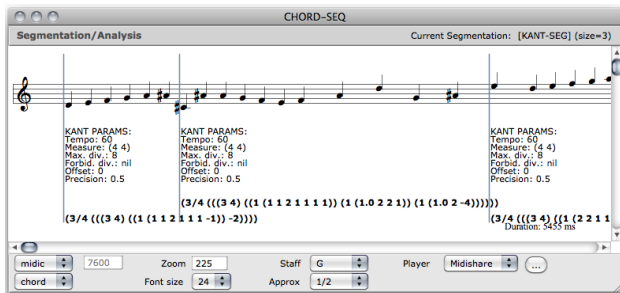 CHORD-SEQ
Segmentation/Analysis Current Segmentation: [KANT-SEG] (size=3)
KANT PARAMS: KANT PARAMS: KANT PARAMS:
Tempo: 60 Tempo: 60 Tempo: 60
Measure: (4 4) Measure: (4 4) Measure: (4 4)
Max. div.: 8 Max. div.: 8 Max. div.: 8
Forbid. div.: nil Forbid. div.: nil Forbid. div.: nil
Offset: 0 Offset: 0 Offset: 0
Precision: 0.5 Precision: 0.5 Precision: 0.5
(3/4 (((3 4) ((1 (1 1 2 1 1 1 1)) (1 (1.0 2 2 1)) (1 (1.0 2 -4))))))
(3/4 (((3 4) ((1 (1 1 2 1 1 1 -1)) -2)))) (3/4 (((3 4) ((1 (2 2 1 1
Duration: 5455 ms
midic 7600 Zoom 225 Staff G Player Midishare ...
chord Font size 24 Approx 1/2